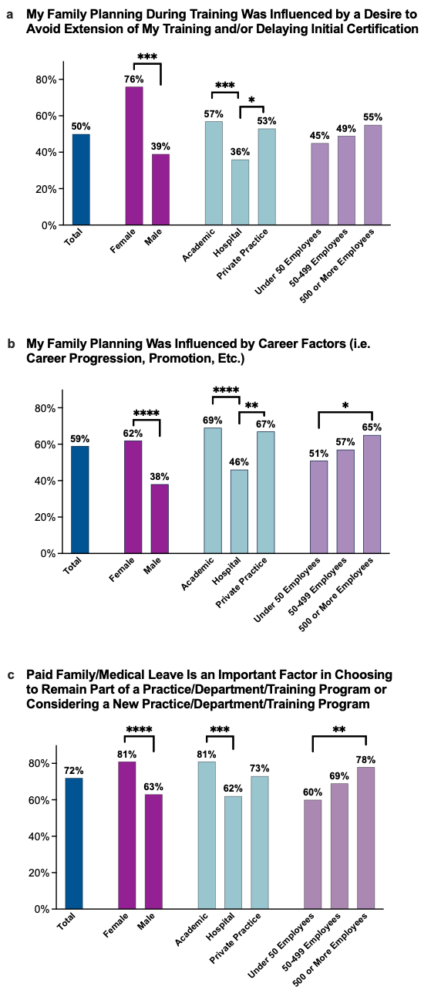 a My Family Planning During Training Was Influenced by a Desire to
Avoid Extension of My Training and/or Delaying Initial Certification
***
80%
76%
***
*
60%
57%
55%
53%
50%
49%
45%
40%
39%
36%
20%
0%
Total
Female
Male
Academic
Hospital
Private Practice
Under 50 Employees
50-499 Employees
500 or More Employees
b My Family Planning Was Influenced by Career Factors (i.e.
Career Progression, Promotion, Etc.)
****
80%
****
**
*
69%
67%
65%
62%
60%
59%
57%
51%
46%
40%
38%
20%
0%
Total
Female
Male
Academic
Hospital
Private Practice
Under 50 Employees
50-499 Employees
500 or More Employees
c Paid Family/Medical Leave Is an Important Factor in Choosing
to Remain Part of a Practice/Department/Training Program or
Considering a New Practice/Department/Training Program
****
***
**
81%
81%
80%
78%
72%
73%
69%
63%
62%
60%
60%
40%
20%
0%
Total
Female
Male
Academic
Hospital
Private Practice
Under 50 Employees
50-499 Employees
500 or More Employees